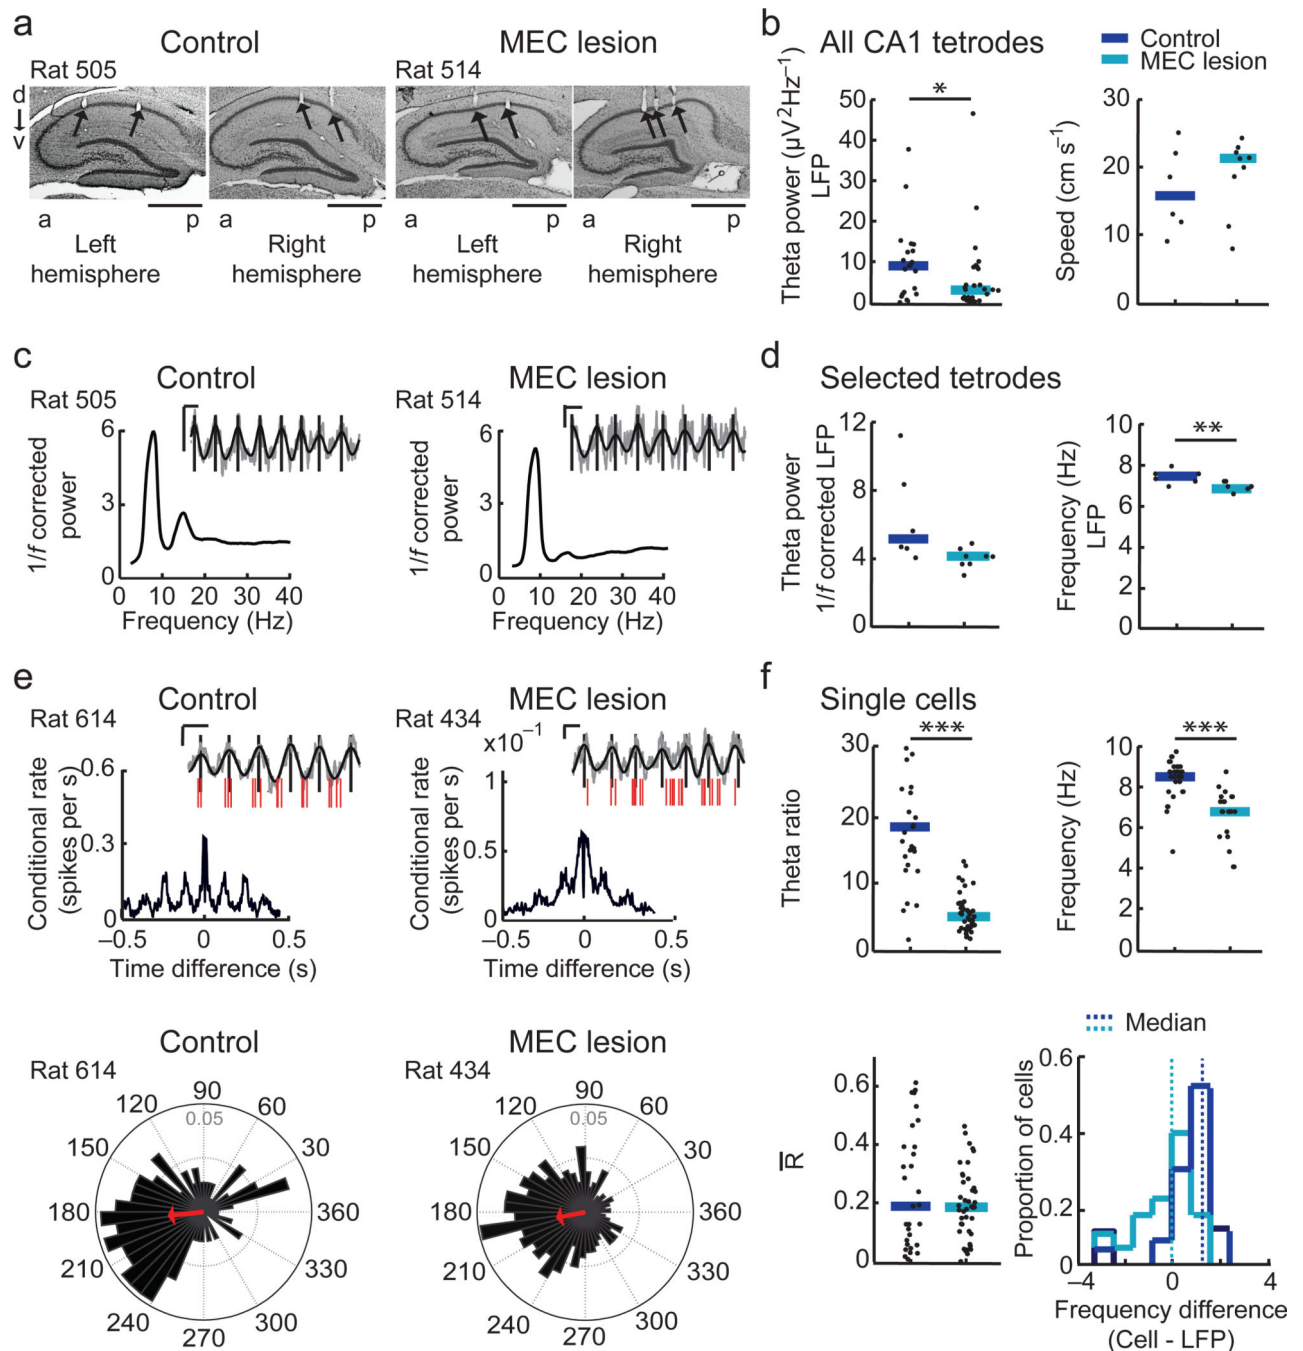 a
Control
MEC lesion
Rat 505
Rat 514
d
v
a p
a p
a p
a p
Left hemisphere
Right hemisphere
Left hemisphere
Right hemisphere
b
All CA1 tetrodes
Control
MEC lesion
Theta power (μV²Hz⁻¹)
LFP
50
40
30
20
10
0
*
Speed (cm s⁻¹)
30
20
10
0
c
Control
Rat 505
1/f corrected
power
6
3
0
0 10 20 30 40
Frequency (Hz)
MEC lesion
Rat 514
1/f corrected
power
6
3
0
0 10 20 30 40
Frequency (Hz)
d
Selected tetrodes
Theta power
1/f corrected LFP
12
8
4
0
Frequency (Hz)
LFP
10
8
6
4
2
0
**
e
Control
Rat 614
Conditional rate
(spikes per s)
0.6
0.3
0
−0.5 0 0.5
Time difference (s)
MEC lesion
Rat 434
x10⁻¹
Conditional rate
(spikes per s)
1
0.5
0
−0.5 0 0.5
Time difference (s)
f
Single cells
Theta ratio
30
20
10
0
***
Frequency (Hz)
10
8
6
4
2
0
***
Control
Rat 614
90
60
30
360
330
300
270
240
210
180
150
120
0.05
MEC lesion
Rat 434
90
60
30
360
330
300
270
240
210
180
150
120
0.05
R̅
0.6
0.4
0.2
0
Median
Proportion of cells
0.6
0.4
0.2
0
−4 0 4
Frequency difference
(Cell - LFP)